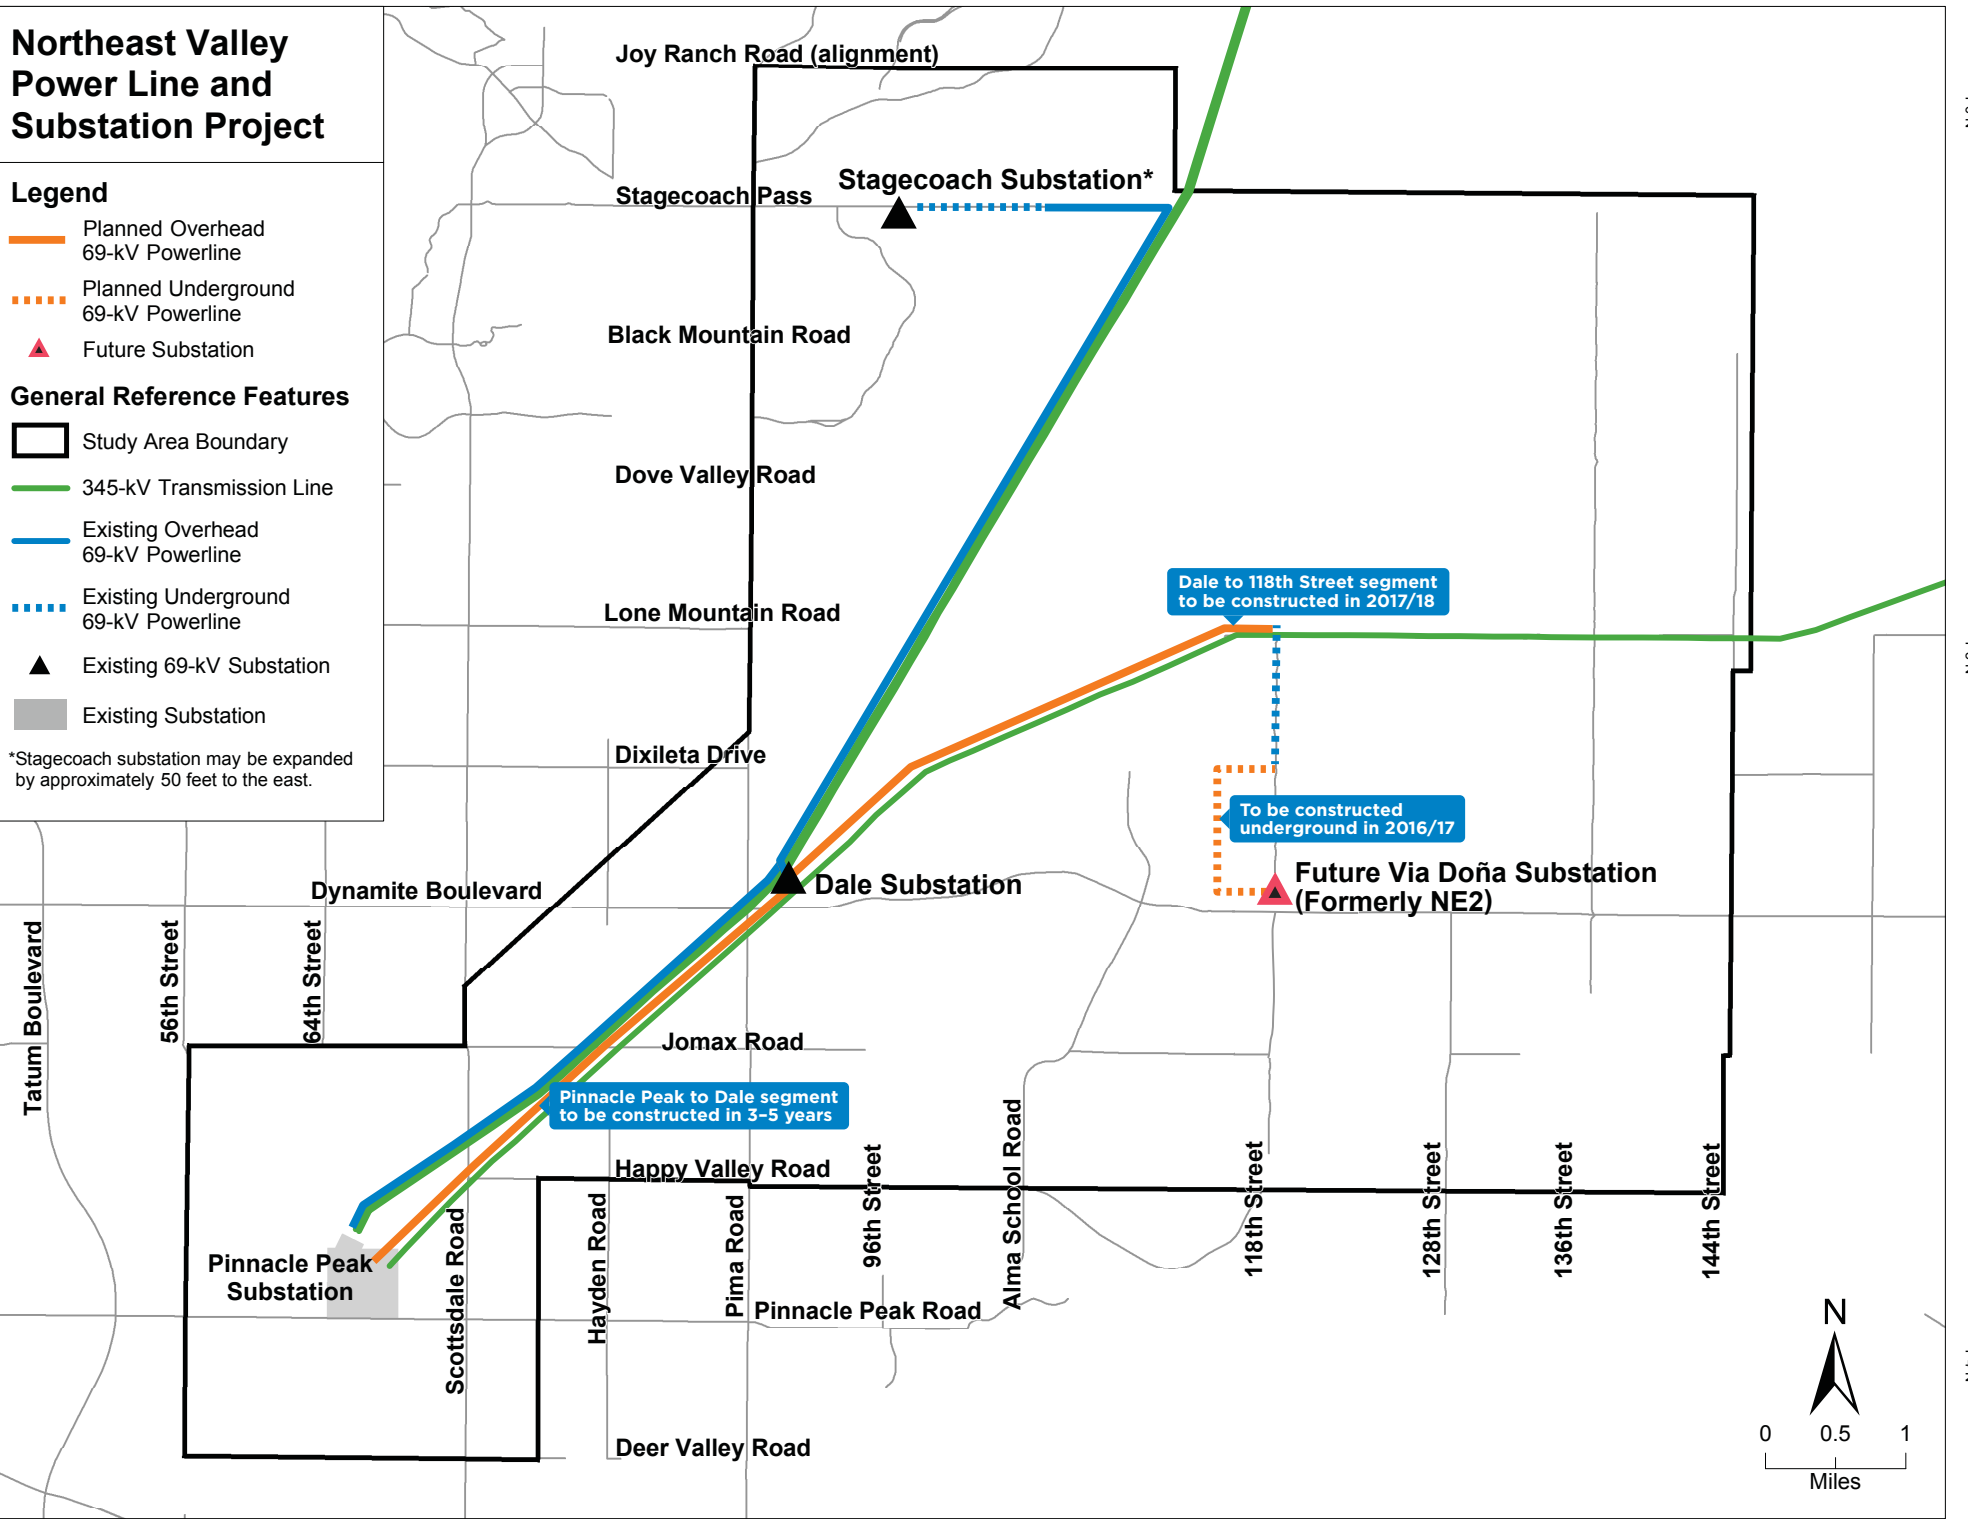 Northeast Valley
Power Line and
Substation Project
Legend
Planned Overhead
69-kV Powerline
Planned Underground
69-kV Powerline
Future Substation
General Reference Features
Study Area Boundary
345-kV Transmission Line
Existing Overhead
69-kV Powerline
Existing Underground
69-kV Powerline
Existing 69-kV Substation
Existing Substation
*Stagecoach substation may be expanded
by approximately 50 feet to the east.
Joy Ranch Road (alignment)
Stagecoach Substation*
Stagecoach Pass
Black Mountain Road
Dove Valley Road
Dale to 118th Street segment
to be constructed in 2017/18
Lone Mountain Road
Dixileta Drive
To be constructed
underground in 2016/17
Future Via Doña Substation
(Formerly NE2)
Dale Substation
Dynamite Boulevard
Tatum Boulevard
56th Street
64th Street
Jomax Road
Pinnacle Peak to Dale segment
to be constructed in 3–5 years
Happy Valley Road
Pinnacle Peak
Substation
Scottsdale Road
Hayden Road
Pima Road
96th Street
Alma School Road
118th Street
128th Street
136th Street
144th Street
Pinnacle Peak Road
Deer Valley Road
N
0 0.5 1
Miles